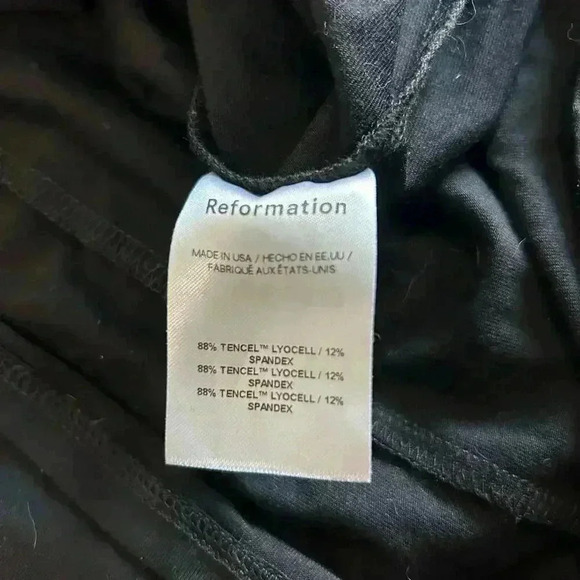 Reformation
MADE IN USA / HECHO EN EE.UU /
FABRIQUÉ AUX ÉTATS-UNIS
88% TENCEL™ LYOCELL / 12%
SPANDEX
88% TENCEL™ LYOCELL / 12%
SPANDEX
88% TENCEL™ LYOCELL / 12%
SPANDEX